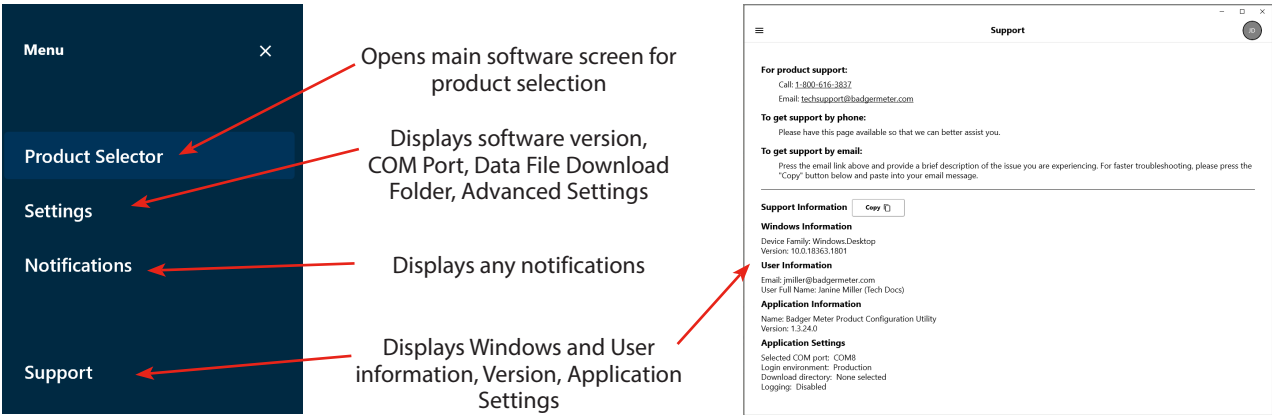 Menu
×
Product Selector
Settings
Notifications
Support
Opens main software screen for
product selection
Displays software version,
COM Port, Data File Download
Folder, Advanced Settings
Displays any notifications
Displays Windows and User
information, Version, Application
Settings
Support
JD
For product support:
Call: 1-800-616-3837
Email: techsupport@badgermeter.com
To get support by phone:
Please have this page available so that we can better assist you.
To get support by email:
Press the email link above and provide a brief description of the issue you are experiencing. For faster troubleshooting, please press the
"Copy" button below and paste into your email message.
Support Information Copy
Windows Information
Device Family: Windows.Desktop
Version: 10.0.18363.1801
User Information
Email: jmiller@badgermeter.com
User Full Name: Janine Miller (Tech Docs)
Application Information
Name: Badger Meter Product Configuration Utility
Version: 1.3.24.0
Application Settings
Selected COM port: COM8
Login environment: Production
Download directory: None selected
Logging: Disabled